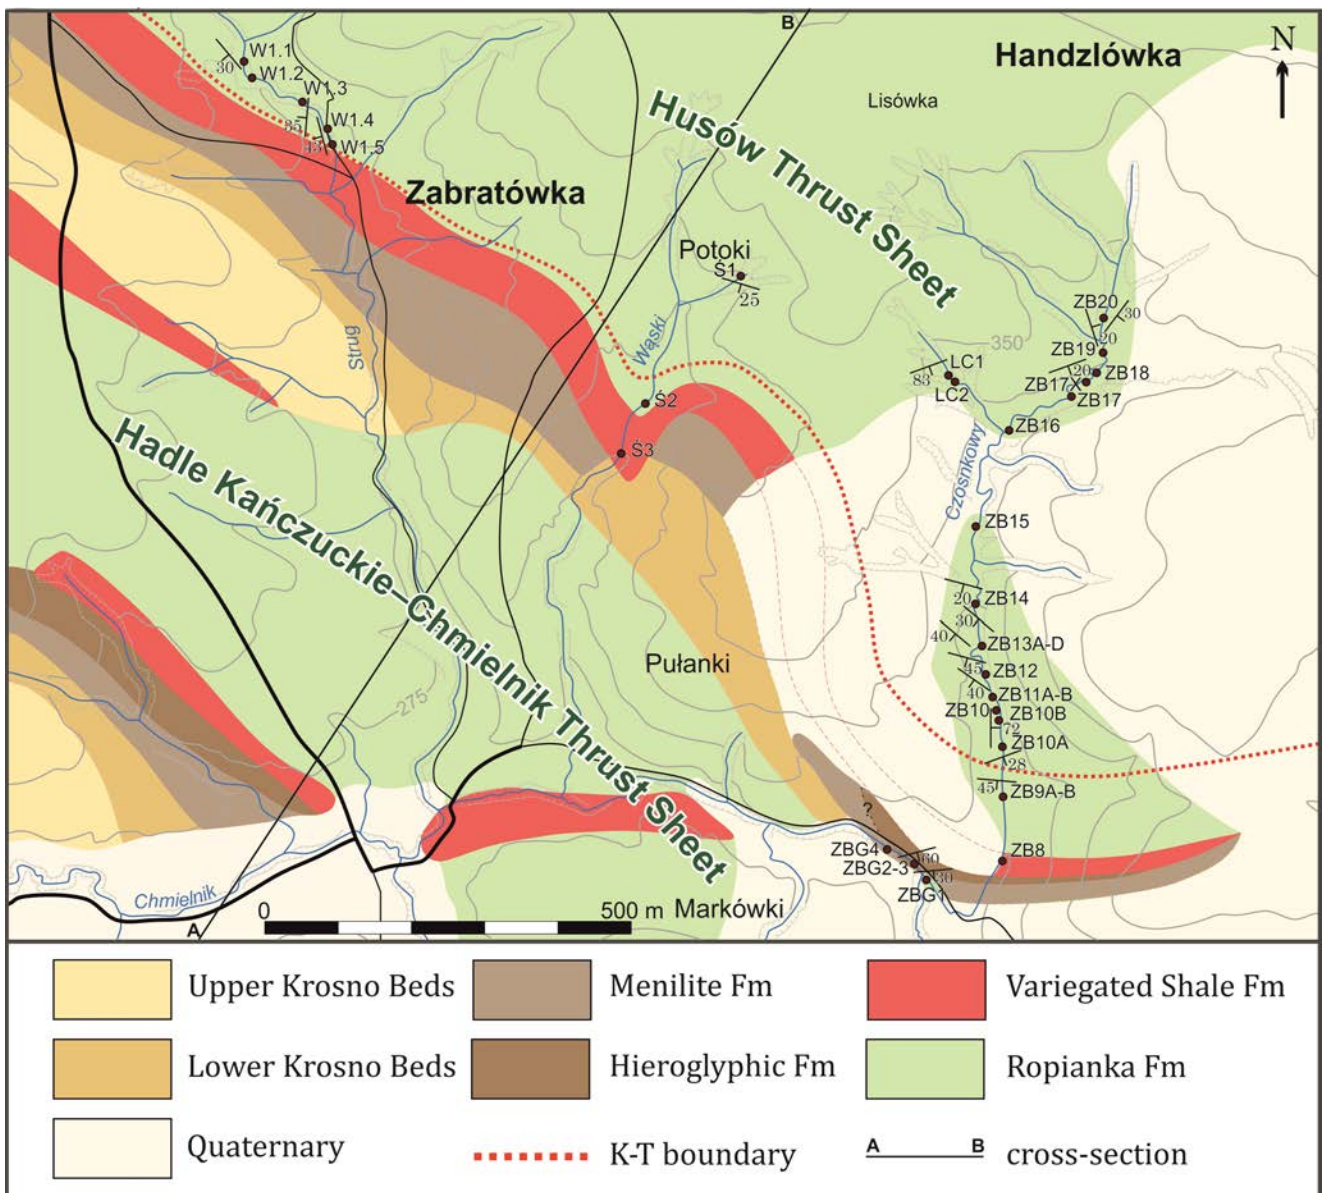 B
N
Handzlówka
Lisówka
W1.1
30
W1.2
W1.3
35
W1.4
43
W1.5
Husów Thrust Sheet
Zabratówka
Potoki
Ś1
25
Strug
Wąski
ZB20
30
20
ZB19
350
LC1
83
LC2
20
ZB18
ZB17X
ZB17
ZB16
Ś2
Ś3
Czosnkowy
ZB15
Hadle Kańczuckie–Chmielnik Thrust Sheet
20
ZB14
30
40
ZB13A-D
45
ZB12
40
ZB11A-B
ZB10
ZB10B
72
ZB10A
28
45
ZB9A-B
Pułanki
275
?
ZBG4
60
ZB8
ZBG2-3
30
ZBG1
Chmielnik
A
0
500 m
Markówki
Upper Krosno Beds
Menilite Fm
Variegated Shale Fm
Lower Krosno Beds
Hieroglyphic Fm
Ropianka Fm
Quaternary
K-T boundary
A B
cross-section